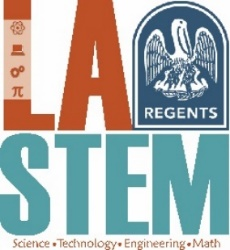 LA
REGENTS
STEM
Science • Technology • Engineering • Math